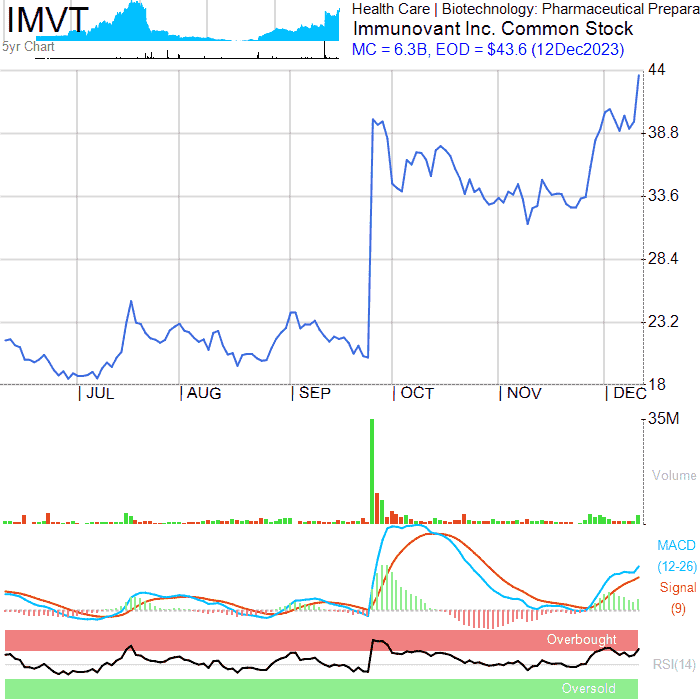 IMVT
5yr Chart
Health Care | Biotechnology: Pharmaceutical Prepara
Immunovant Inc. Common Stock
MC = 6.3B, EOD = $43.6 (12Dec2023)
44
38.8
33.6
28.4
23.2
18
| JUL | AUG | SEP | OCT | NOV | DEC
35M
Volume
MACD
(12-26)
Signal
(9)
Overbought
RSI(14)
Oversold